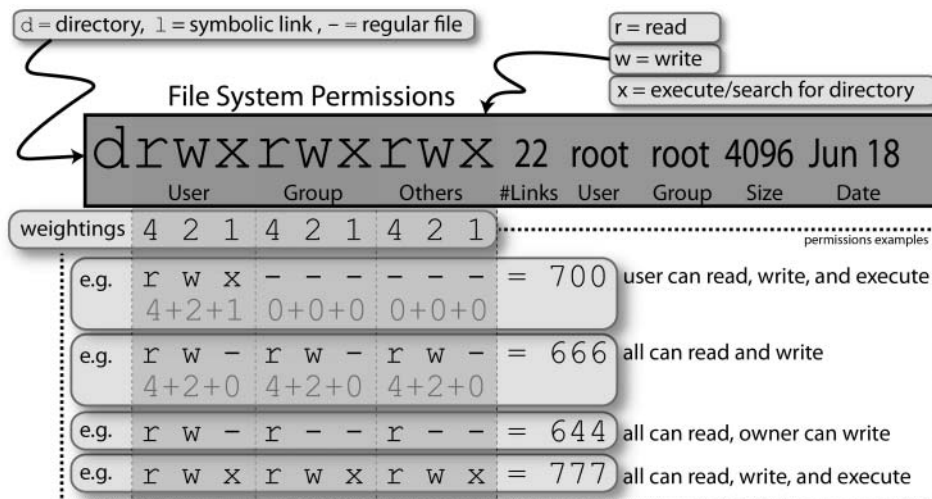 d = directory, l = symbolic link , – = regular file
r = read
w = write
x = execute/search for directory
File System Permissions
drwxrwxrwx 22 root root 4096 Jun 18
User Group Others #Links User Group Size Date
weightings 4 2 1 4 2 1 4 2 1
permissions examples
e.g. r w x – – – – – – = 700 user can read, write, and execute
4+2+1 0+0+0 0+0+0
e.g. r w – r w – r w – = 666 all can read and write
4+2+0 4+2+0 4+2+0
e.g. r w – r – – r – – = 644 all can read, owner can write
e.g. r w x r w x r w x = 777 all can read, write, and execute